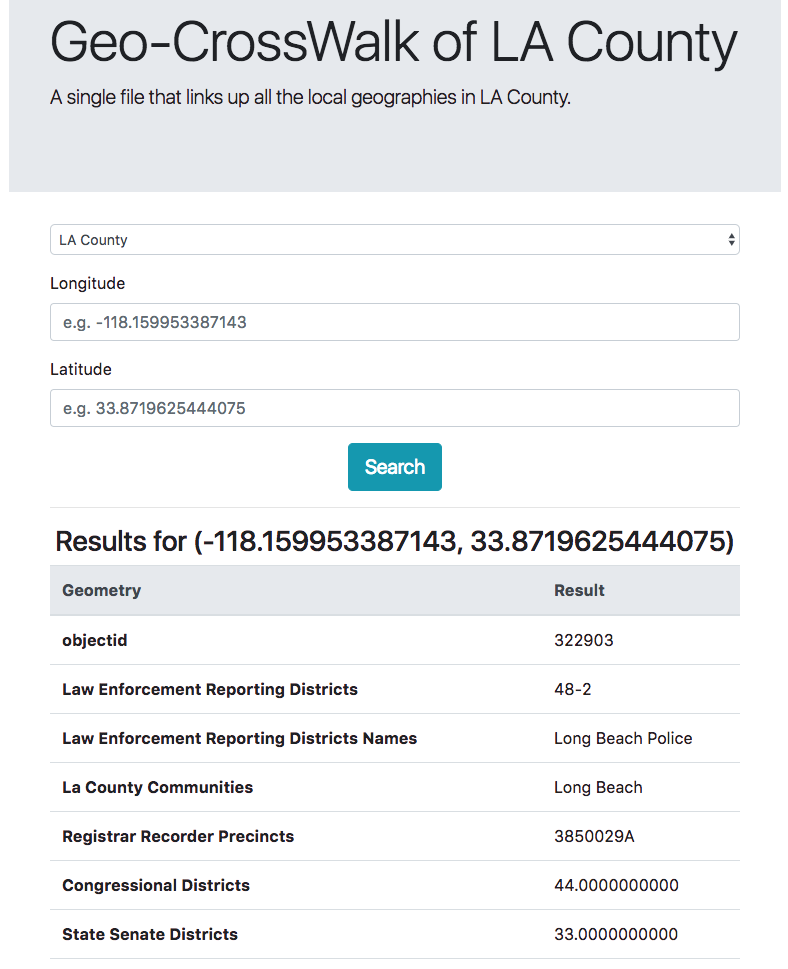 Geo-CrossWalk of LA County
A single file that links up all the local geographies in LA County.
LA County
Longitude
e.g. -118.159953387143
Latitude
e.g. 33.8719625444075
Search
Results for (-118.159953387143, 33.8719625444075)
Geometry Result
objectid 322903
Law Enforcement Reporting Districts 48-2
Law Enforcement Reporting Districts Names Long Beach Police
La County Communities Long Beach
Registrar Recorder Precincts 3850029A
Congressional Districts 44.0000000000
State Senate Districts 33.0000000000